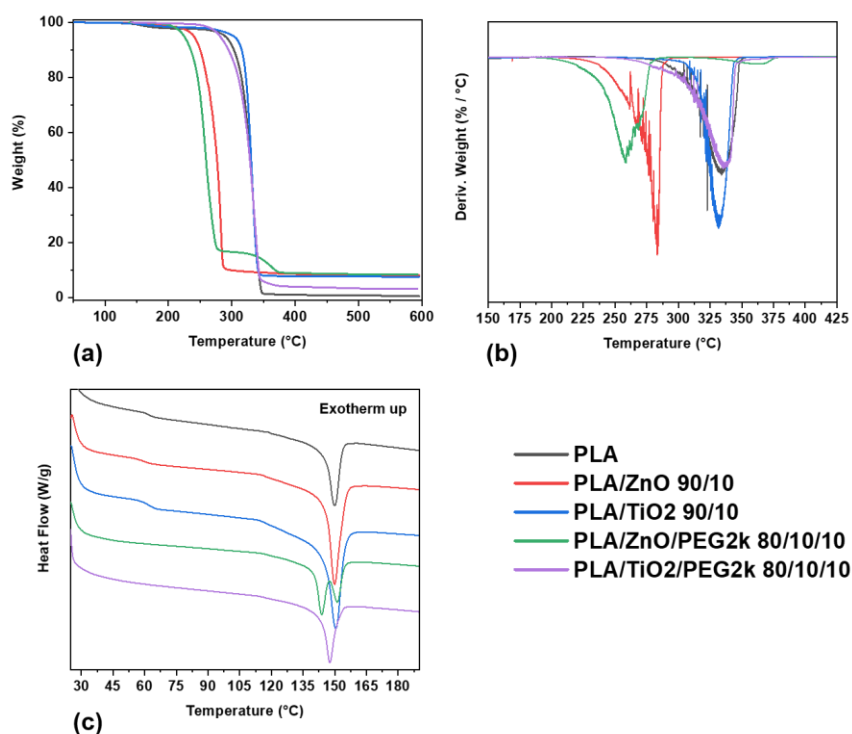 100
80
60
40
20
0
Weight (%)
100
200
300
400
500
600
Temperature (°C)
(a)
Deriv. Weight (% / °C)
150
175
200
225
250
275
300
325
350
375
400
425
Temperature (°C)
(b)
Exotherm up
Heat Flow (W/g)
30
45
60
75
90
105
120
135
150
165
180
Temperature (°C)
(c)
PLA
PLA/ZnO 90/10
PLA/TiO2 90/10
PLA/ZnO/PEG2k 80/10/10
PLA/TiO2/PEG2k 80/10/10